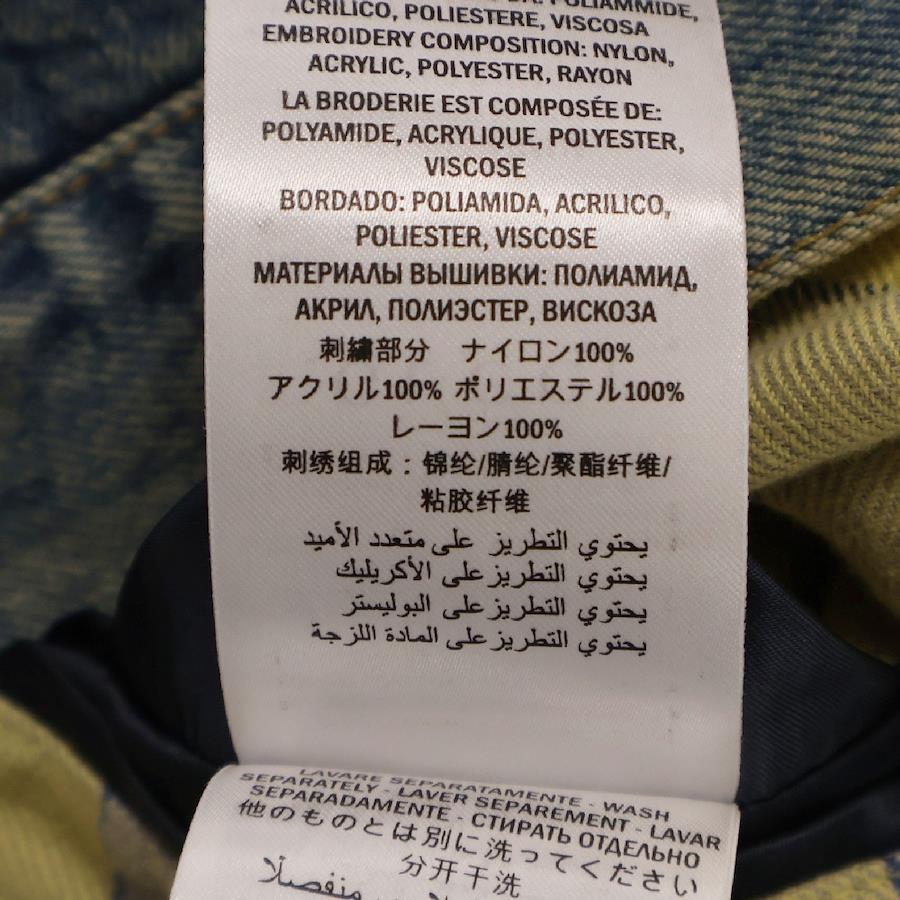 POLIAMMIDE,
ACRILICO, POLIESTERE, VISCOSA
EMBROIDERY COMPOSITION: NYLON,
ACRYLIC, POLYESTER, RAYON
LA BRODERIE EST COMPOSÉE DE:
POLYAMIDE, ACRYLIQUE, POLYESTER,
VISCOSE
BORDADO: POLIAMIDA, ACRILICO,
POLIESTER, VISCOSE
МАТЕРИАЛЫ ВЫШИВКИ: ПОЛИАМИД,
АКРИЛ, ПОЛИЭСТЕР, ВИСКОЗА
刺繍部分 ナイロン100%
アクリル100% ポリエステル100%
レーヨン100%
刺绣组成：锦纶/腈纶/聚酯纤维/
粘胶纤维
يحتوي التطريز على متعدد الأميد
يحتوي التطريز على الأكريليك
يحتوي التطريز على البوليستر
يحتوي التطريز على المادة اللزجة
LAVARE SEPARATAMENTE - WASH
SEPARATELY - LAVER SEPAREMENT - LAVAR
SEPARADAMENTE - СТИРАТЬ ОТДЕЛЬНО
他のものとは別に洗ってください
分开干洗
منفصلا